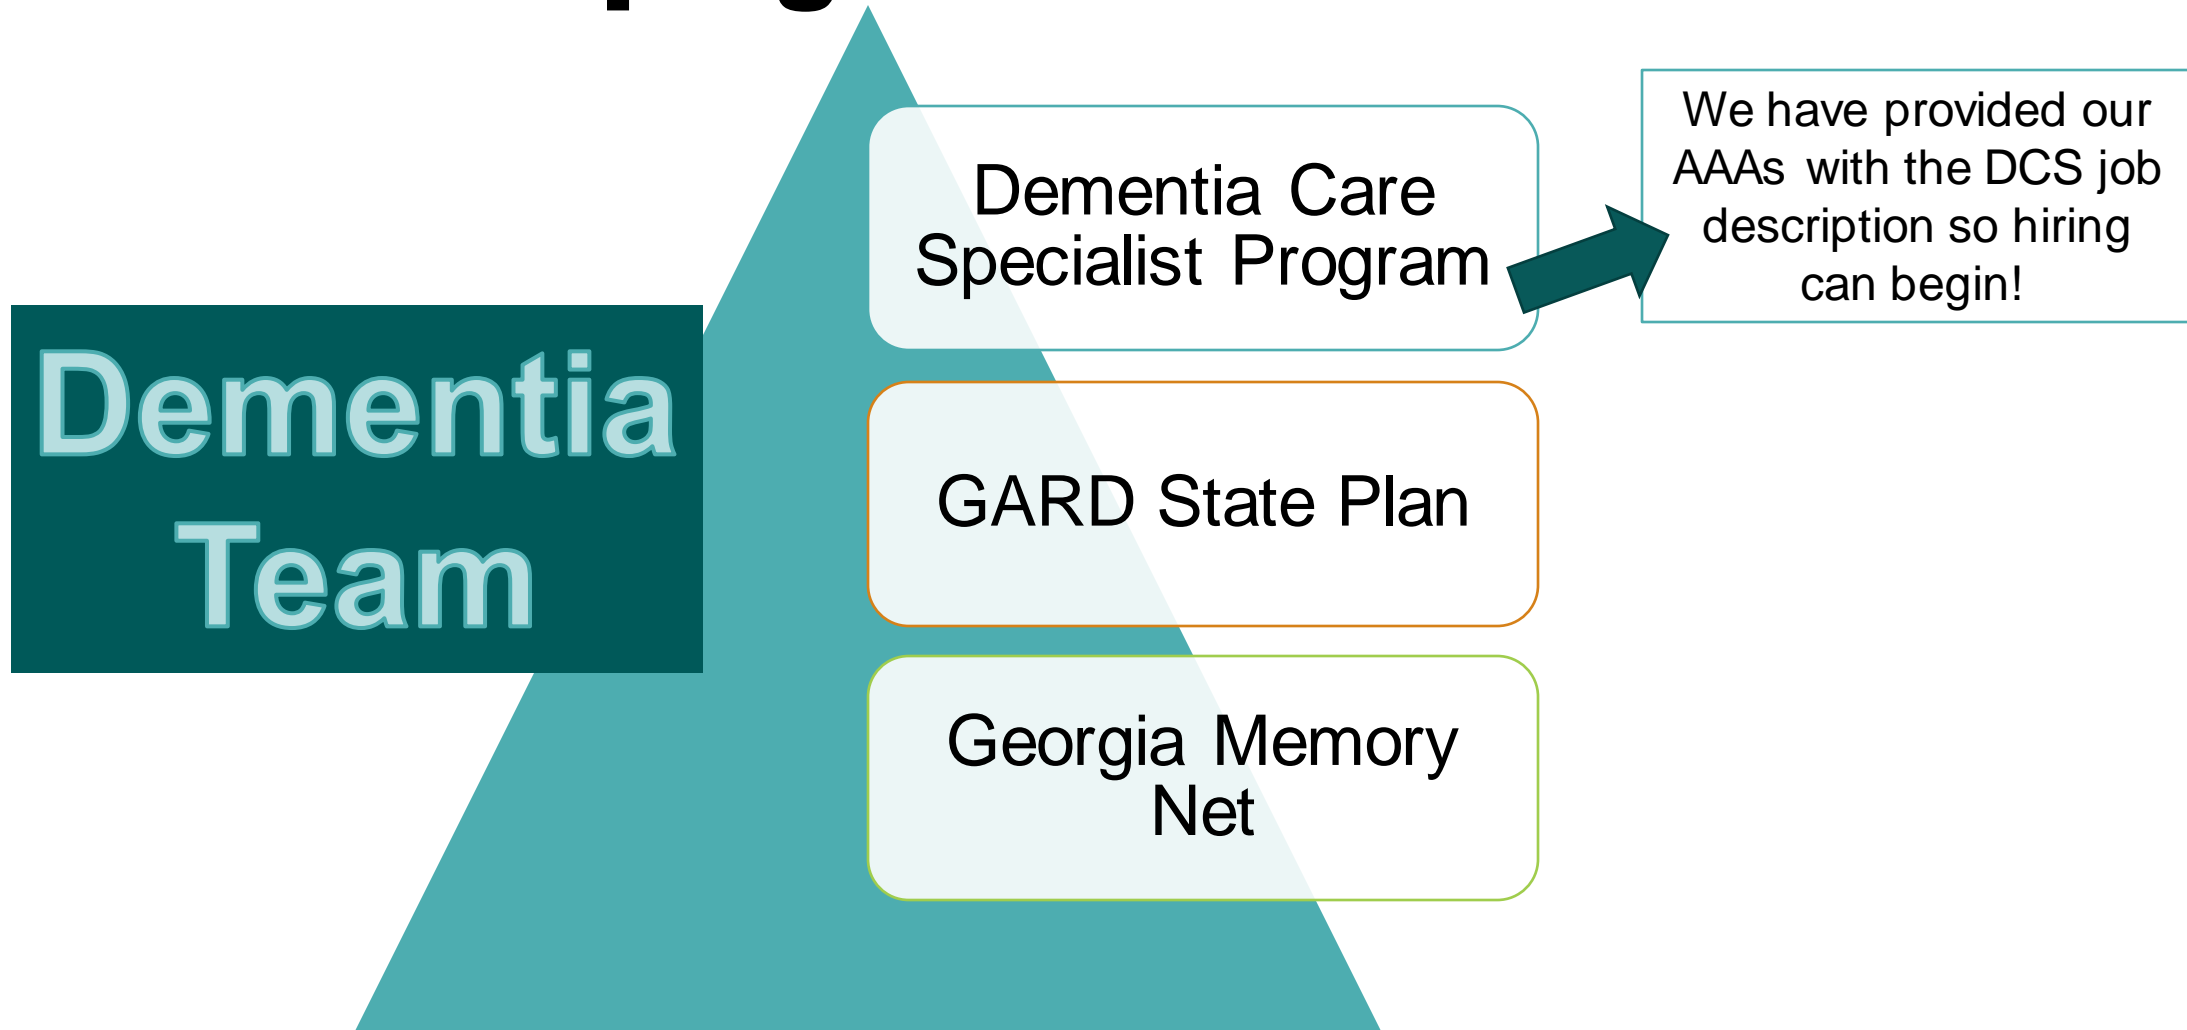 Dementia
Team
Dementia Care
Specialist Program
We have provided our
AAAs with the DCS job
description so hiring
can begin!
GARD State Plan
Georgia Memory
Net